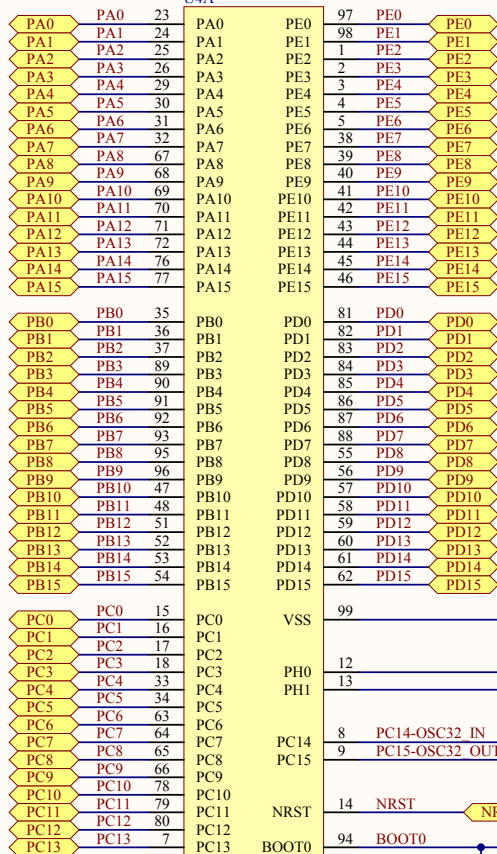 PA0 PA0 23 PA0 PE0 97 PE0 PE0
PA1 PA1 24 PA1 PE1 98 PE1 PE1
PA2 PA2 25 PA2 PE2 1 PE2 PE2
PA3 PA3 26 PA3 PE3 2 PE3 PE3
PA4 PA4 29 PA4 PE4 3 PE4 PE4
PA5 PA5 30 PA5 PE5 4 PE5 PE5
PA6 PA6 31 PA6 PE6 5 PE6 PE6
PA7 PA7 32 PA7 PE7 38 PE7 PE7
PA8 PA8 67 PA8 PE8 39 PE8 PE8
PA9 PA9 68 PA9 PE9 40 PE9 PE9
PA10 PA10 69 PA10 PE10 41 PE10 PE10
PA11 PA11 70 PA11 PE11 42 PE11 PE11
PA12 PA12 71 PA12 PE12 43 PE12 PE12
PA13 PA13 72 PA13 PE13 44 PE13 PE13
PA14 PA14 76 PA14 PE14 45 PE14 PE14
PA15 PA15 77 PA15 PE15 46 PE15 PE15
PB0 PB0 35 PB0 PD0 81 PD0 PD0
PB1 PB1 36 PB1 PD1 82 PD1 PD1
PB2 PB2 37 PB2 PD2 83 PD2 PD2
PB3 PB3 89 PB3 PD3 84 PD3 PD3
PB4 PB4 90 PB4 PD4 85 PD4 PD4
PB5 PB5 91 PB5 PD5 86 PD5 PD5
PB6 PB6 92 PB6 PD6 87 PD6 PD6
PB7 PB7 93 PB7 PD7 88 PD7 PD7
PB8 PB8 95 PB8 PD8 55 PD8 PD8
PB9 PB9 96 PB9 PD9 56 PD9 PD9
PB10 PB10 47 PB10 PD10 57 PD10 PD10
PB11 PB11 48 PB11 PD11 58 PD11 PD11
PB12 PB12 51 PB12 PD12 59 PD12 PD12
PB13 PB13 52 PB13 PD13 60 PD13 PD13
PB14 PB14 53 PB14 PD14 61 PD14 PD14
PB15 PB15 54 PB15 PD15 62 PD15 PD15
PC0 PC0 15 PC0 VSS 99
PC1 PC1 16 PC1
PC2 PC2 17 PC2
PC3 PC3 18 PC3 PH0 12
PC4 PC4 33 PC4 PH1 13
PC5 PC5 34 PC5
PC6 PC6 63 PC6
PC7 PC7 64 PC7 PC14 8 PC14-OSC32_IN
PC8 PC8 65 PC8 PC15 9 PC15-OSC32_OUT
PC9 PC9 66 PC9
PC10 PC10 78 PC10
PC11 PC11 79 PC11 NRST 14 NRST
PC12 PC12 80 PC12
PC13 PC13 7 PC13 BOOT0 94 BOOT0